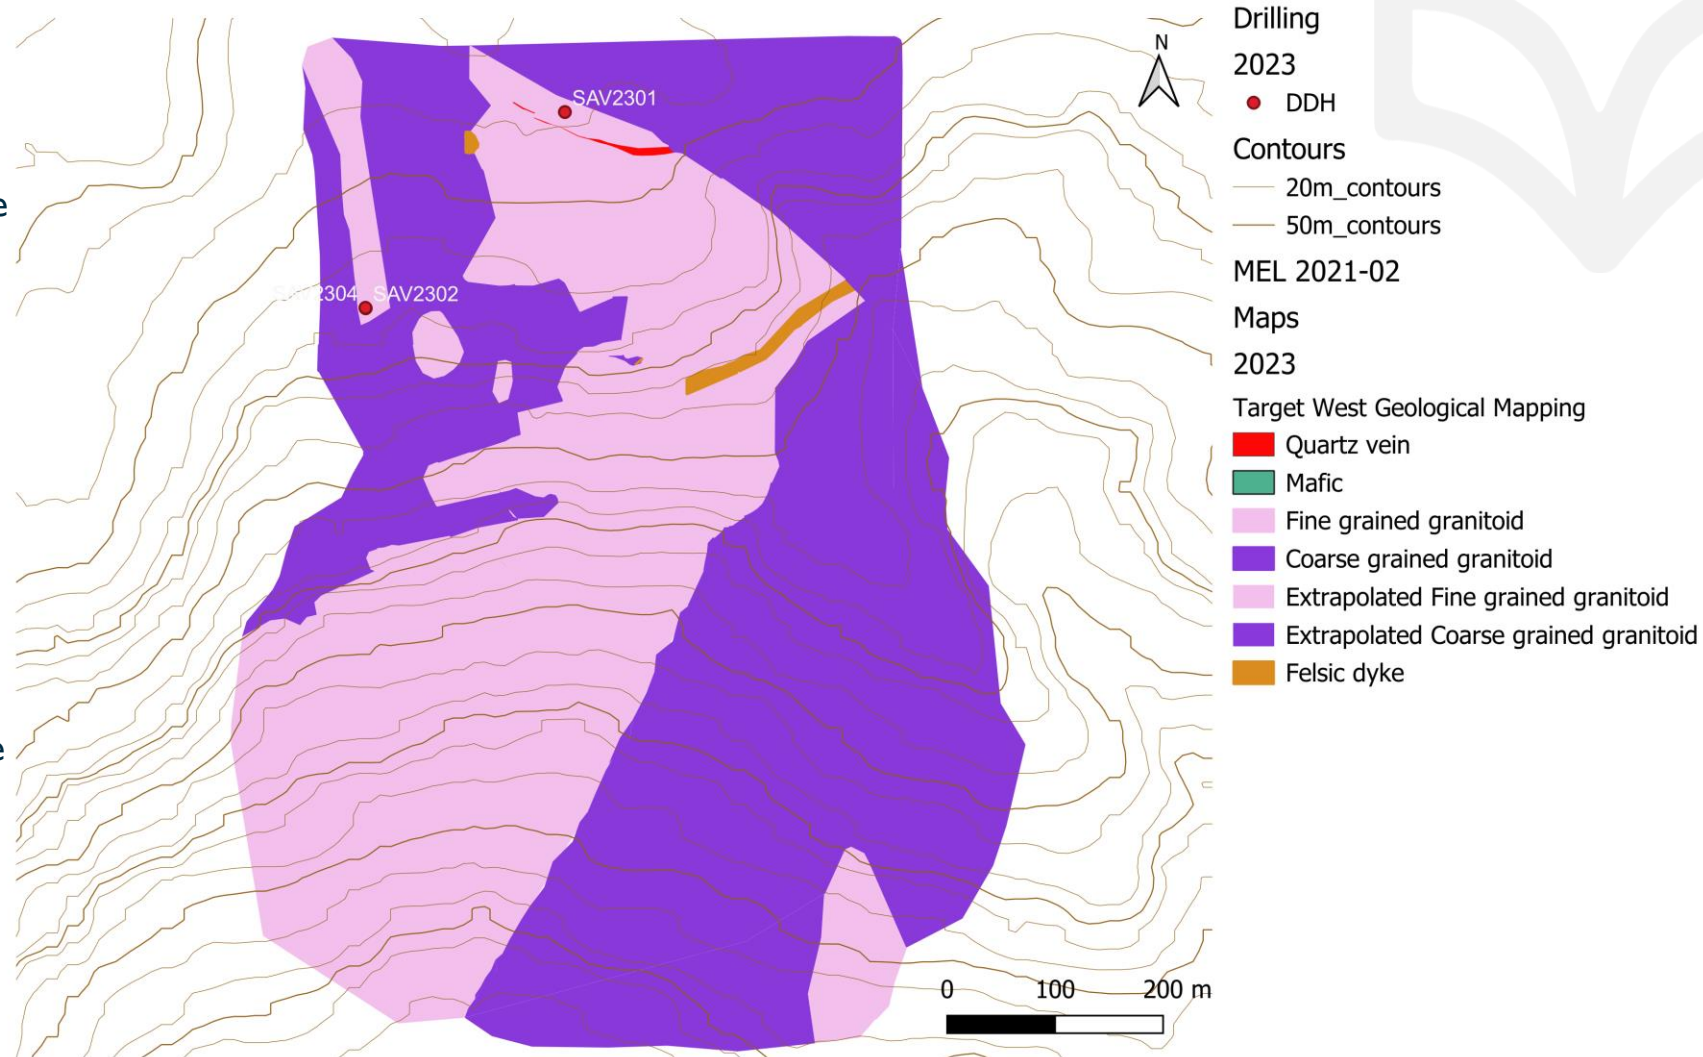 N
SAV2301
SAV2302
0 100 200 m
Drilling
2023
DDH
Contours
20m_contours
50m_contours
MEL 2021-02
Maps
2023
Target West Geological Mapping
Quartz vein
Mafic
Fine grained granitoid
Coarse grained granitoid
Extrapolated Fine grained granitoid
Extrapolated Coarse grained granitoid
Felsic dyke